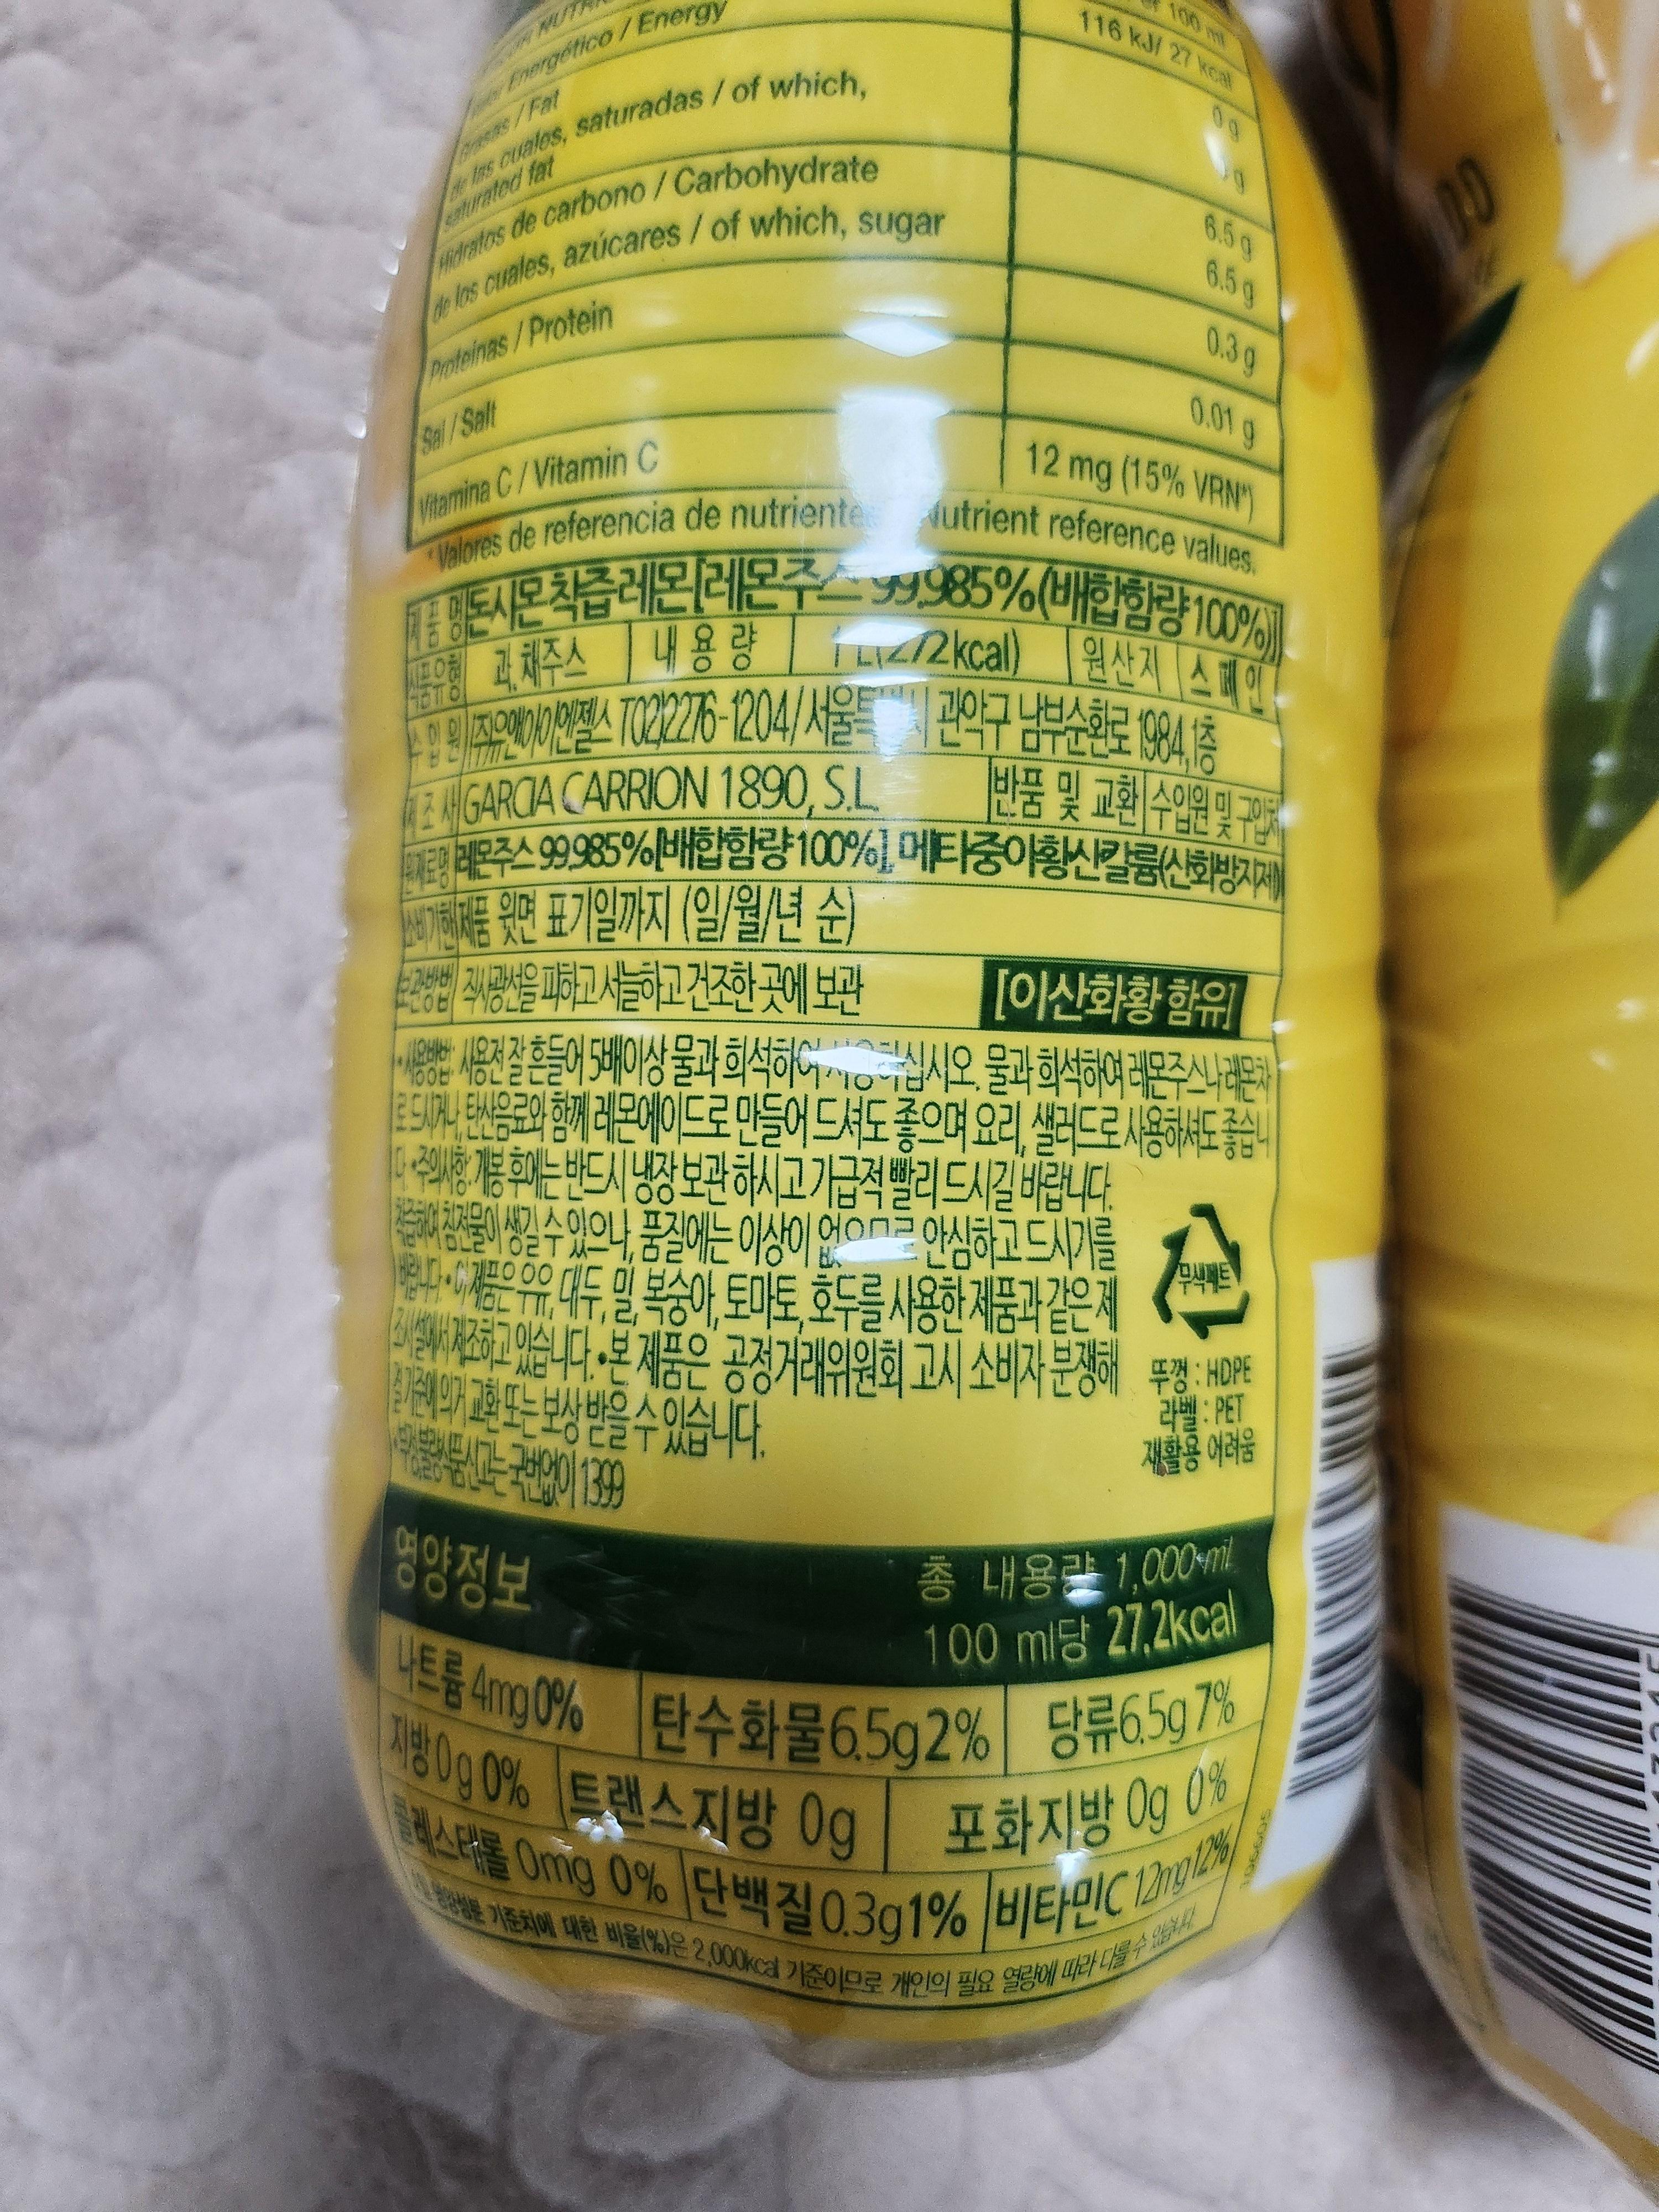 Energético / Energy
116 kJ/ 27 kcal
Grasas / Fat
0 g
de las cuales, saturadas / of which,
saturated fat
g
Hidratos de carbono / Carbohydrate
6.5 g
de los cuales, azúcares / of which, sugar
6.5 g
Proteínas / Protein
0.3 g
Sal / Salt
0.01 g
Vitamina C / Vitamin C
12 mg (15% VRN*)
*Valores de referencia de nutrientes Nutrient reference values.
제품명 돈시몬착즙레몬[레몬주스 99.985%(배합함량100%)]
식품유형 과.채주스 내용량 1 L(272kcal) 원산지 스페인
수입원 T02)2276-1204/서울특별시 관악구 남부순환로 1984,1층
제조사 GARCIA CARRION 1890, S.L. 반품 및 교환 수입원 및 구입처
원재료명 레몬주스 99.985%[배합함량100%], 메타중아황산칼륨(산화방지제)
소비기한 제품 윗면 표기일까지 (일/월/년 순)
보관방법 직사광선을 피하고 서늘하고 건조한 곳에 보관 [이산화황 함유]
•사용방법: 사용전 잘 흔들어 5배이상 물과 희석하여 사용하십시오. 물과 희석하여 레몬주스나 레몬차
로 드시거나, 탄산음료와 함께 레몬에이드로 만들어 드셔도 좋으며 요리, 샐러드로 사용하셔도 좋습니
다. •주의사항: 개봉 후에는 반드시 냉장 보관 하시고 가급적 빨리 드시길 바랍니다.
착즙하여 침전물이 생길 수 있으나, 품질에는 이상이 없으므로 안심하고 드시기를
바랍니다. •이 제품은 우유, 대두, 밀, 복숭아, 토마토, 호두를 사용한 제품과 같은 제
조시설에서 제조하고 있습니다. •본 제품은 공정거래위원회 고시 소비자 분쟁해
결기준에 의거 교환 또는 보상 받을 수 있습니다.
•부정,불량식품신고는 국번없이 1399
무색페트
뚜껑 : HDPE
라벨 : PET
재활용 어려움
영양정보
총 내용량 1,000 ml
100 ml당 27.2kcal
나트륨 4mg 0% 탄수화물 6.5g 2% 당류 6.5g 7%
지방 0g 0% 트랜스지방 0g 포화지방 0g 0%
콜레스테롤 0mg 0% 단백질 0.3g 1% 비타민C 12mg 12%
1일 영양성분 기준치에 대한 비율(%)은 2,000kcal 기준이므로 개인의 필요 열량에 따라 다를 수 있습니다.